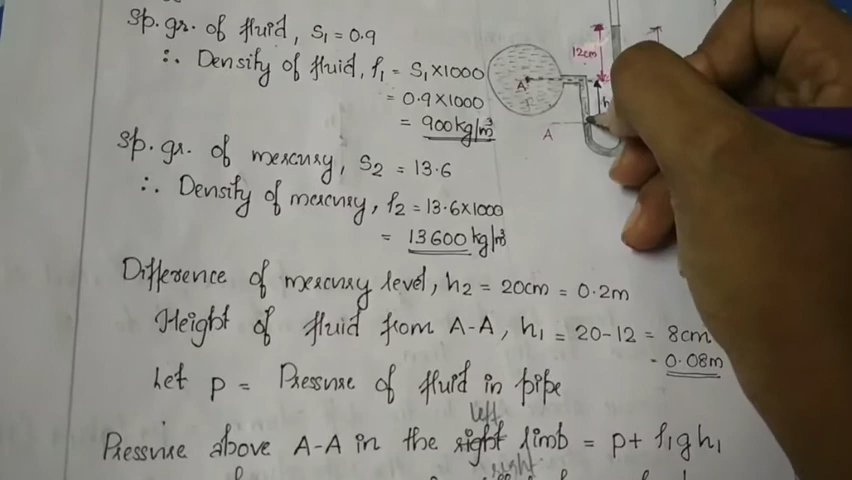 Sp.gr. of fluid, S₁ = 0.9
∴ Density of fluid, ρ₁ = S₁ × 1000
= 0.9 × 1000
= 900 kg/m³
Sp.gr. of mercury, S₂ = 13.6
∴ Density of mercury, ρ₂ = 13.6 × 1000
= 13600 kg/m³
12cm
A
h
A
Difference of mercury level, h₂ = 20cm = 0.2m
Height of fluid from A-A, h₁ = 20-12 = 8cm
= 0.08m
Let p = Pressure of fluid in pipe
left
Pressure above A-A in the right limb = p + ρ₁gh₁
right